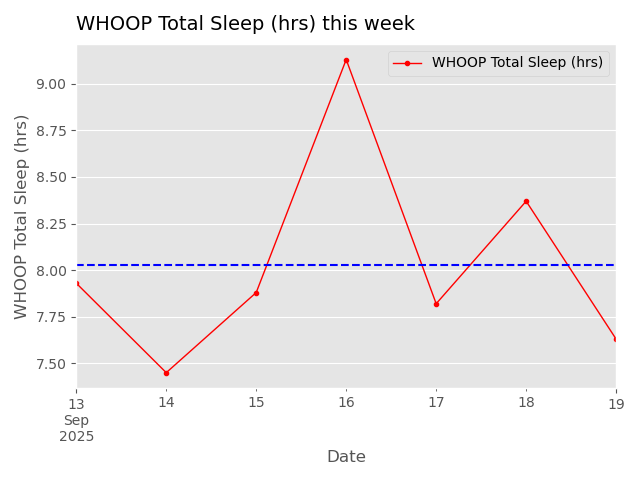 WHOOP Total Sleep (hrs) this week
WHOOP Total Sleep (hrs)
WHOOP Total Sleep (hrs)
9.00
8.75
8.50
8.25
8.00
7.75
7.50
13 14 15 16 17 18 19
Sep
2025
Date